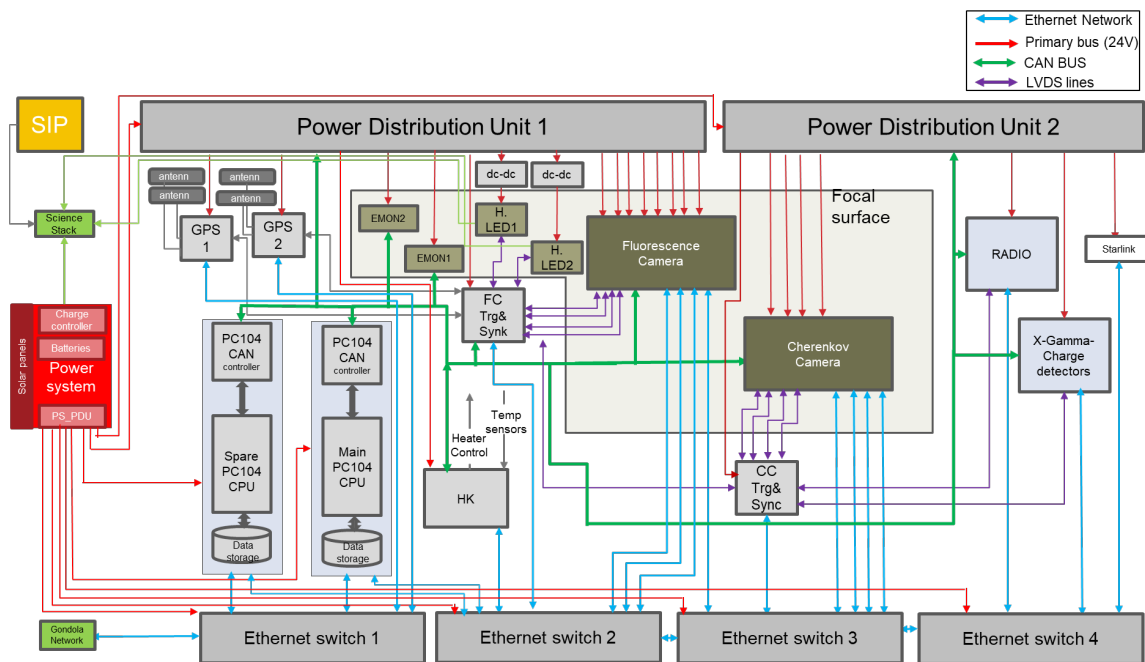 Ethernet Network
Primary bus (24V)
CAN BUS
LVDS lines
SIP
Power Distribution Unit 1
Power Distribution Unit 2
antenn
antenn
antenn
antenn
dc-dc
dc-dc
Focal
surface
Science
Stack
GPS
1
GPS
2
EMON2
EMON1
H.
LED1
H.
LED2
Fluorescence
Camera
RADIO
Starlink
Solar panels
Charge
controller
Batteries
Power
system
PS_PDU
PC104
CAN
controller
PC104
CAN
controller
FC
Trg&
Synk
Cherenkov
Camera
X-Gamma-
Charge
detectors
Spare
PC104
CPU
Main
PC104
CPU
Heater
Control
Temp
sensors
HK
CC
Trg&
Sync
Data
storage
Data
storage
Gondola
Network
Ethernet switch 1
Ethernet switch 2
Ethernet switch 3
Ethernet switch 4